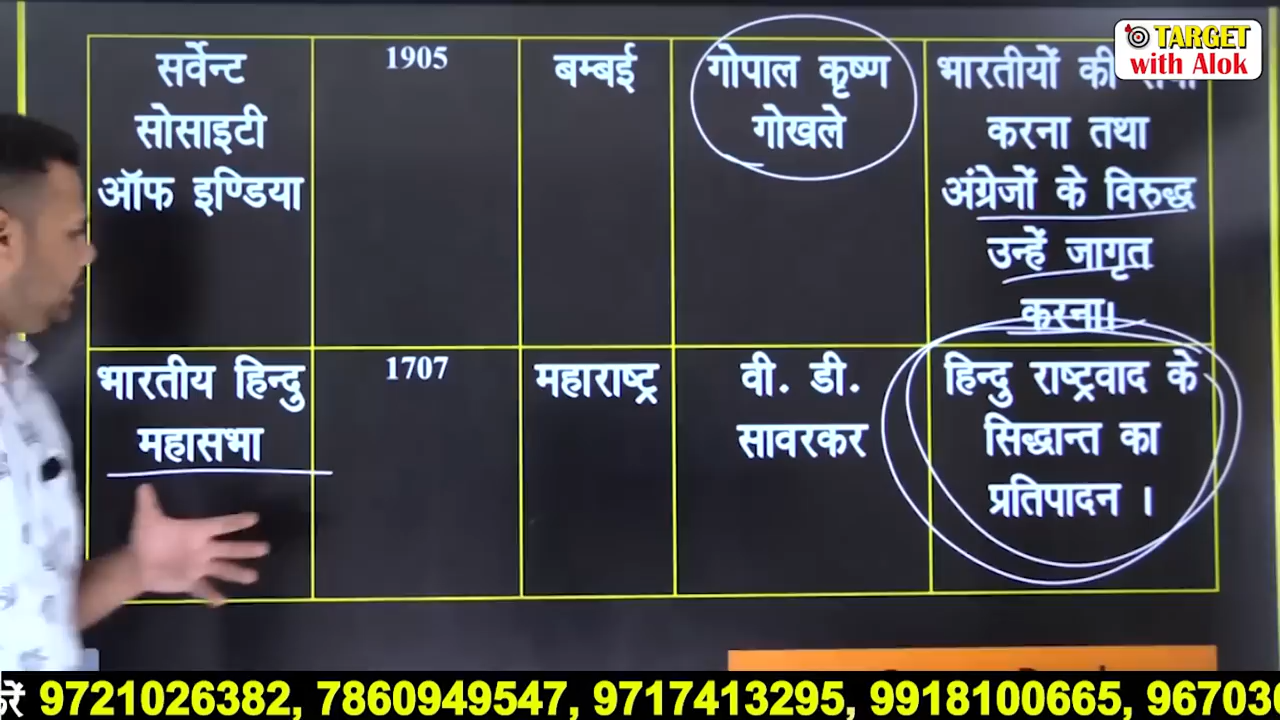 TARGET
with Alok
सर्वेन्ट
सोसाइटी
ऑफ इण्डिया
1905
बम्बई
गोपाल कृष्ण
गोखले
भारतीयों की
करना तथा
अंग्रेजों के विरुद्ध
उन्हें जागृत
करना।
भारतीय हिन्दु
महासभा
1707
महाराष्ट्र
वी. डी.
सावरकर
हिन्दु राष्ट्रवाद के
सिद्धान्त का
प्रतिपादन ।
9721026382, 7860949547, 9717413295, 9918100665, 96703